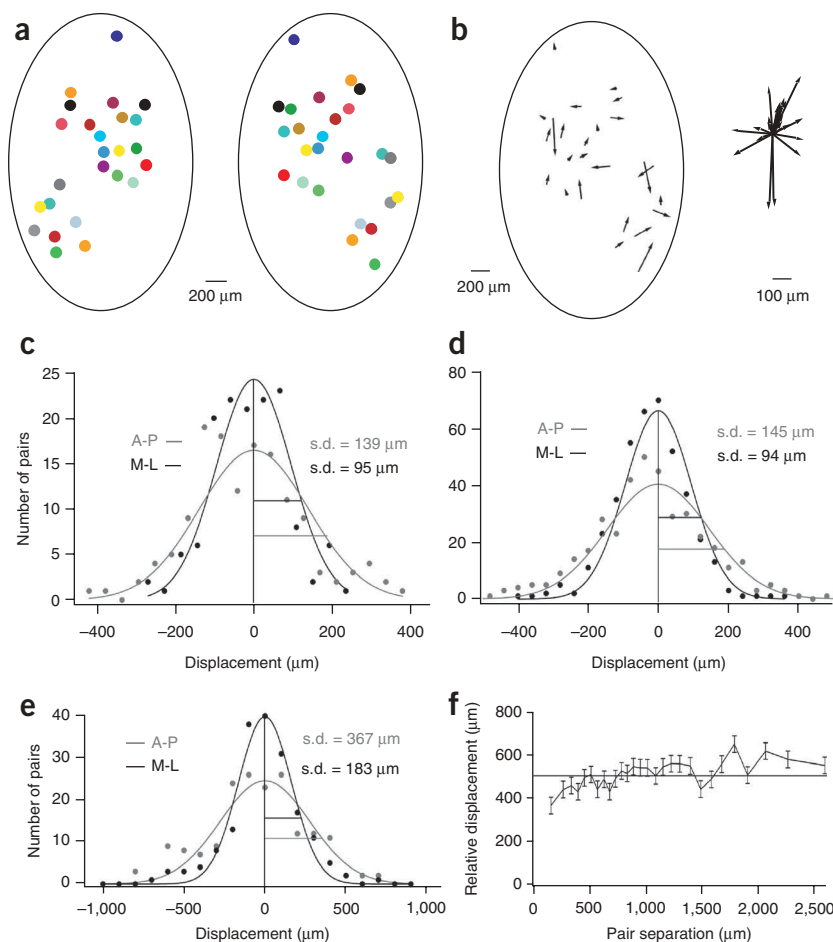 a
200 μm
b
200 μm
100 μm
c
Number of pairs
25
20
15
10
5
0
A-P
M-L
s.d. = 139 μm
s.d. = 95 μm
–400
–200
0
200
400
Displacement (μm)
d
80
60
40
20
0
A-P
M-L
s.d. = 145 μm
s.d. = 94 μm
–400
–200
0
200
400
Displacement (μm)
e
Number of pairs
40
30
20
10
0
A-P
M-L
s.d. = 367 μm
s.d. = 183 μm
–1,000
–500
0
500
1,000
Displacement (μm)
f
Relative displacement (μm)
800
600
400
200
0
0
500
1,000
1,500
2,000
2,500
Pair separation (μm)